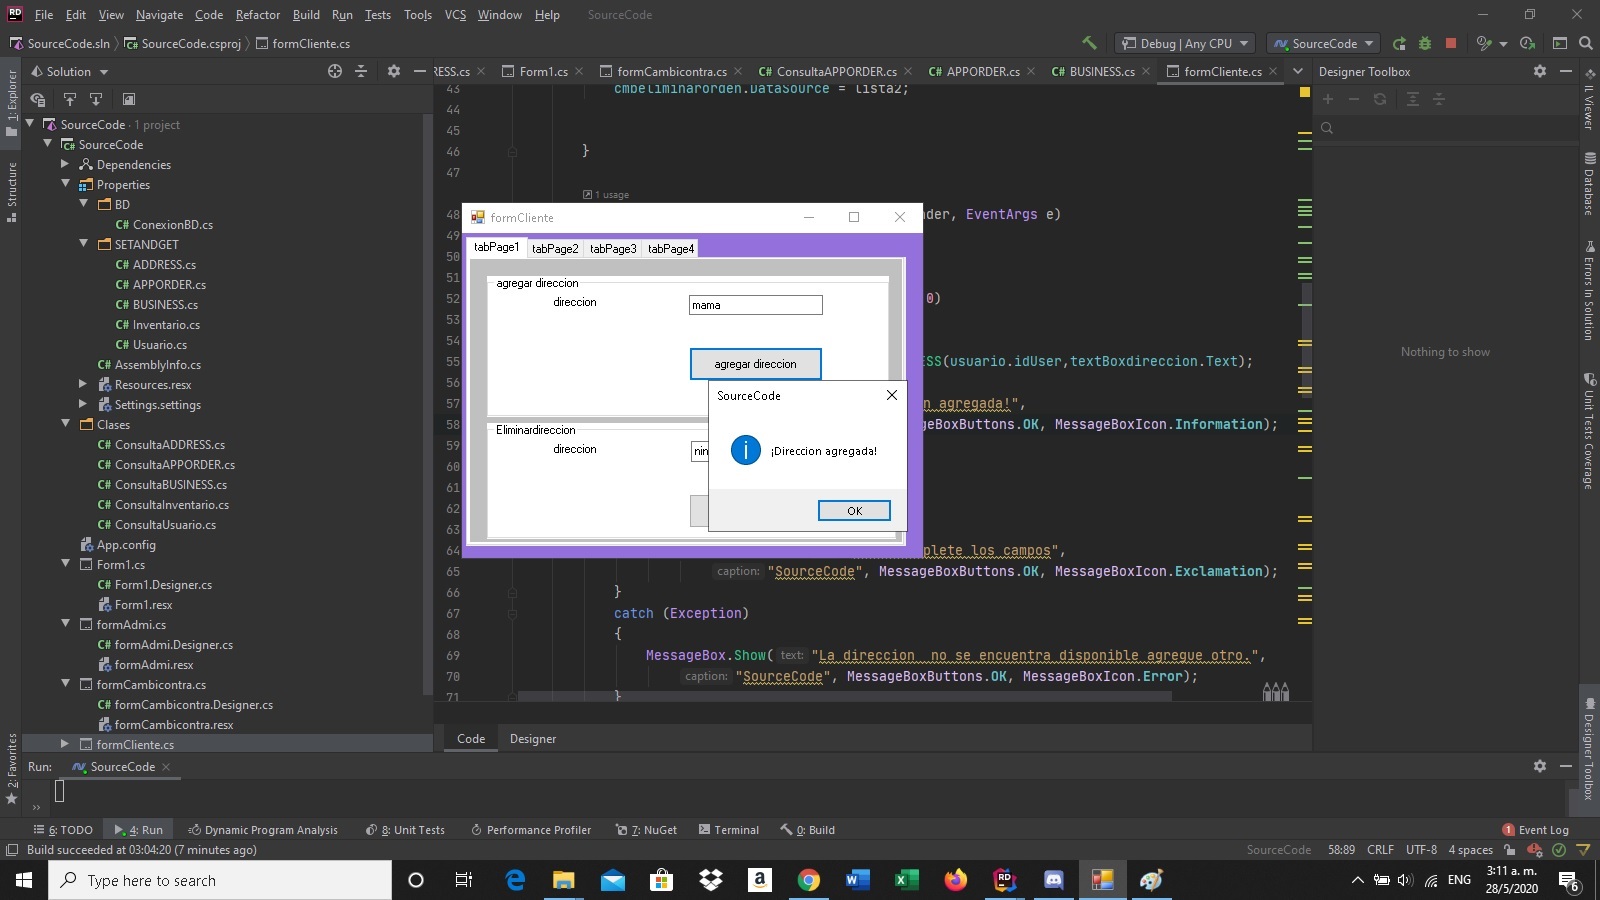 File Edit View Navigate Code Refactor Build Run Tests Tools VCS Window Help SourceCode
SourceCode.sln SourceCode.csproj formCliente.cs
Debug | Any CPU SourceCode
Solution
RESS.cs Form1.cs formCambicontra.cs ConsultaAPPORDER.cs APPORDER.cs BUSINESS.cs formCliente.cs
Designer Toolbox
1: Explorer
Structure
2: Favorites
SourceCode · 1 project
SourceCode
Dependencies
Properties
BD
ConexionBD.cs
SETANDGET
ADDRESS.cs
APPORDER.cs
BUSINESS.cs
Inventario.cs
Usuario.cs
AssemblyInfo.cs
Resources.resx
Settings.settings
Clases
ConsultaADDRESS.cs
ConsultaAPPORDER.cs
ConsultaBUSINESS.cs
ConsultaInventario.cs
ConsultaUsuario.cs
App.config
Form1.cs
Form1.Designer.cs
Form1.resx
formAdmi.cs
formAdmi.Designer.cs
formAdmi.resx
formCambicontra.cs
formCambicontra.Designer.cs
formCambicontra.resx
formCliente.cs
43 cmbeliminarorden.DataSource = lista2;
44
45
46 }
47
1 usage
48 nder, EventArgs e)
49
50
51
52 0)
53
54
55 ESS(usuario.idUser,textBoxdireccion.Text);
56
57 n agregada!",
58 geBoxButtons.OK, MessageBoxIcon.Information);
59
60
61
62
63
64 plete los campos",
65 caption: "SourceCode", MessageBoxButtons.OK, MessageBoxIcon.Exclamation);
66 }
67 catch (Exception)
68 {
69 MessageBox.Show( text: "La direccion  no se encuentra disponible agregue otro.",
70 caption: "SourceCode", MessageBoxButtons.OK, MessageBoxIcon.Error);
71 }
formCliente
tabPage1 tabPage2 tabPage3 tabPage4
agregar direccion
direccion mama
agregar direccion
Eliminardireccion
direccion nin
SourceCode
¡Direccion agregada!
OK
Nothing to show
IL Viewer
Database
Errors In Solution
Unit Tests Coverage
Designer Toolbox
Code Designer
Run: SourceCode
6: TODO 4: Run Dynamic Program Analysis 8: Unit Tests Performance Profiler 7: NuGet Terminal 0: Build 1 Event Log
Build succeeded at 03:04:20 (7 minutes ago) SourceCode 58:89 CRLF UTF-8 4 spaces
Type here to search
ENG
3:11 a. m.
28/5/2020
6